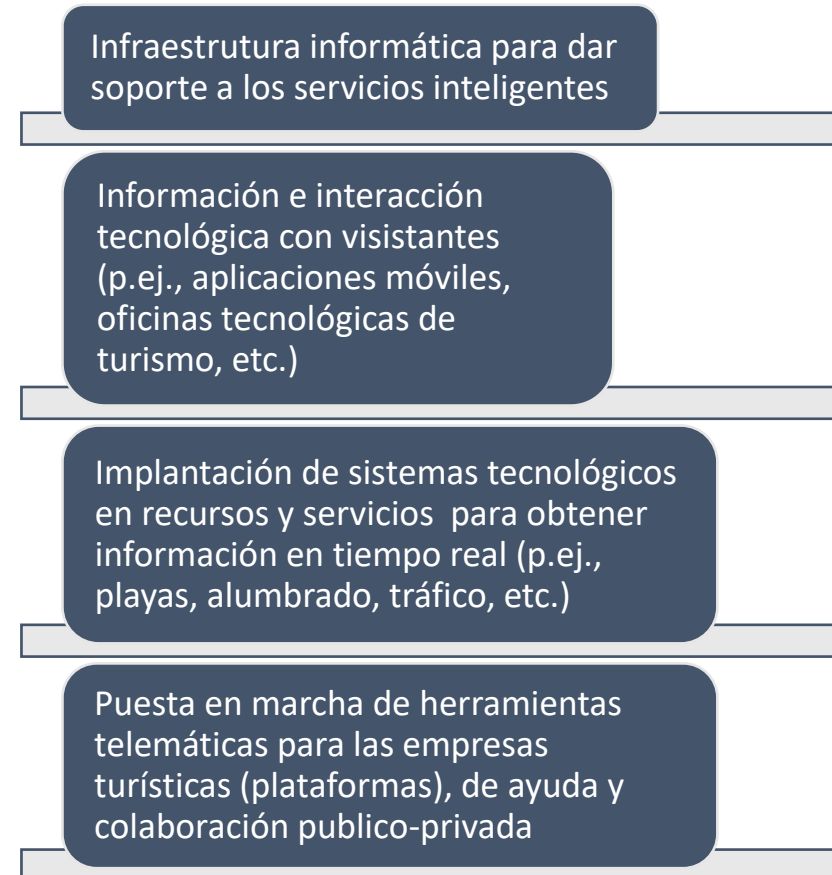 Infraestrutura informática para dar
soporte a los servicios inteligentes
Información e interacción
tecnológica con visistantes
(p.ej., aplicaciones móviles,
oficinas tecnológicas de
turismo, etc.)
Implantación de sistemas tecnológicos
en recursos y servicios  para obtener
información en tiempo real (p.ej.,
playas, alumbrado, tráfico, etc.)
Puesta en marcha de herramientas
telemáticas para las empresas
turísticas (plataformas), de ayuda y
colaboración publico-privada